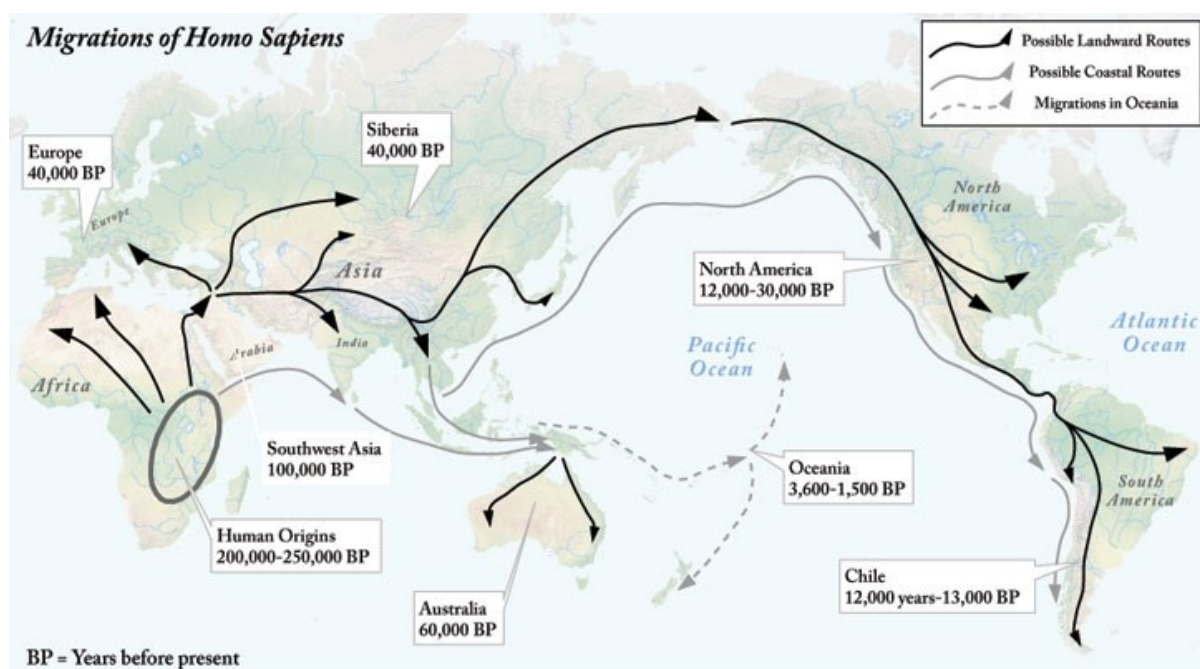 Migrations of Homo Sapiens
Possible Landward Routes
Possible Coastal Routes
Migrations in Oceania
Europe
40,000 BP
Siberia
40,000 BP
Europe
Asia
North
America
North America
12,000-30,000 BP
Atlantic
Ocean
Pacific
Ocean
Arabia
India
Africa
Southwest Asia
100,000 BP
Oceania
3,600-1,500 BP
South
America
Human Origins
200,000-250,000 BP
Chile
12,000 years-13,000 BP
Australia
60,000 BP
BP = Years before present